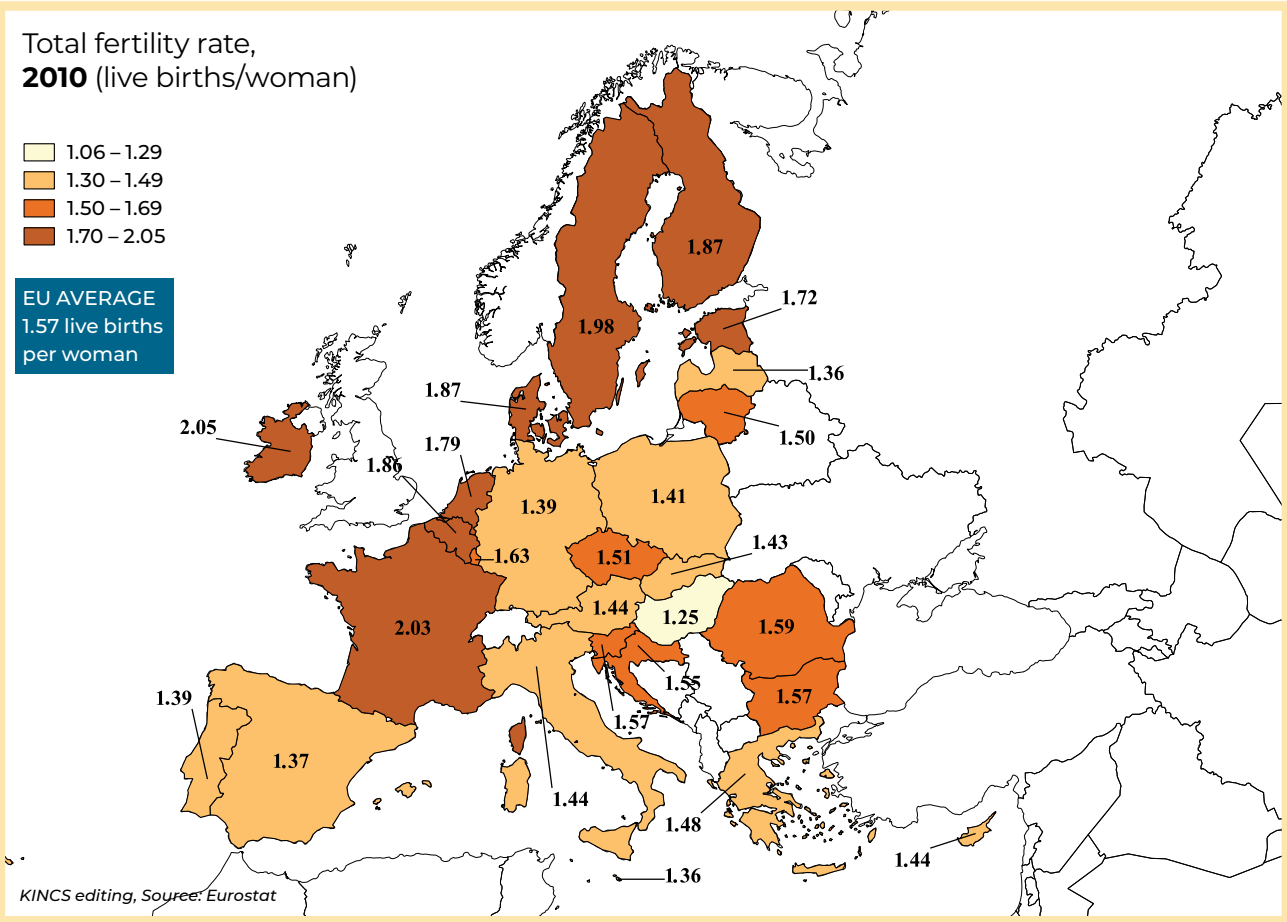 Total fertility rate,
2010 (live births/woman)
1.06 – 1.29
1.30 – 1.49
1.50 – 1.69
1.70 – 2.05
EU AVERAGE
1.57 live births
per woman
1.87
1.72
1.98
1.36
1.87
1.50
2.05
1.79
1.86
1.39
1.41
1.43
1.63
1.51
1.44
1.25
1.59
2.03
1.55
1.57
1.39
1.57
1.37
1.44
1.48
1.44
1.36
KINCS editing, Source: Eurostat